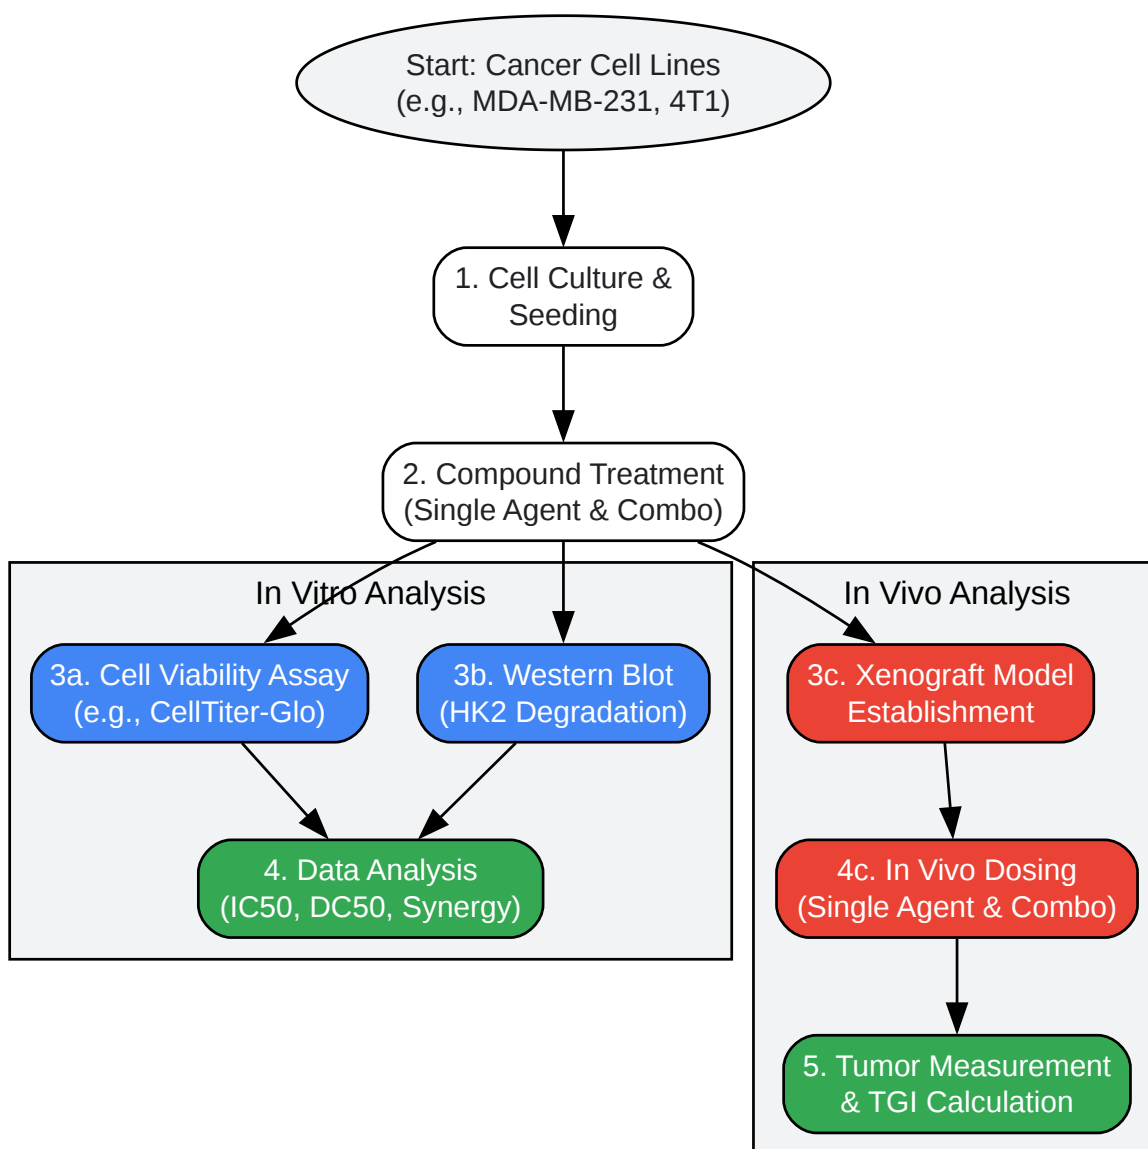 Start: Cancer Cell Lines
(e.g., MDA-MB-231, 4T1)
1. Cell Culture &
Seeding
2. Compound Treatment
(Single Agent & Combo)
In Vitro Analysis
3a. Cell Viability Assay
(e.g., CellTiter-Glo)
3b. Western Blot
(HK2 Degradation)
4. Data Analysis
(IC50, DC50, Synergy)
In Vivo Analysis
3c. Xenograft Model
Establishment
4c. In Vivo Dosing
(Single Agent & Combo)
5. Tumor Measurement
& TGI Calculation